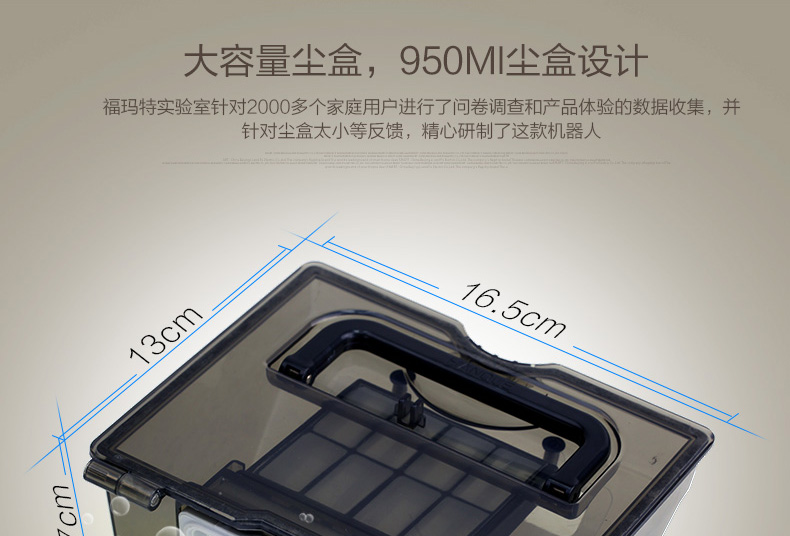 大容量尘盒，950Ml尘盒设计
福玛特实验室针对2000多个家庭用户进行了问卷调查和产品体验的数据收集，并
针对尘盒太小等反馈，精心研制了这款机器人
16.5cm
13cm
7cm